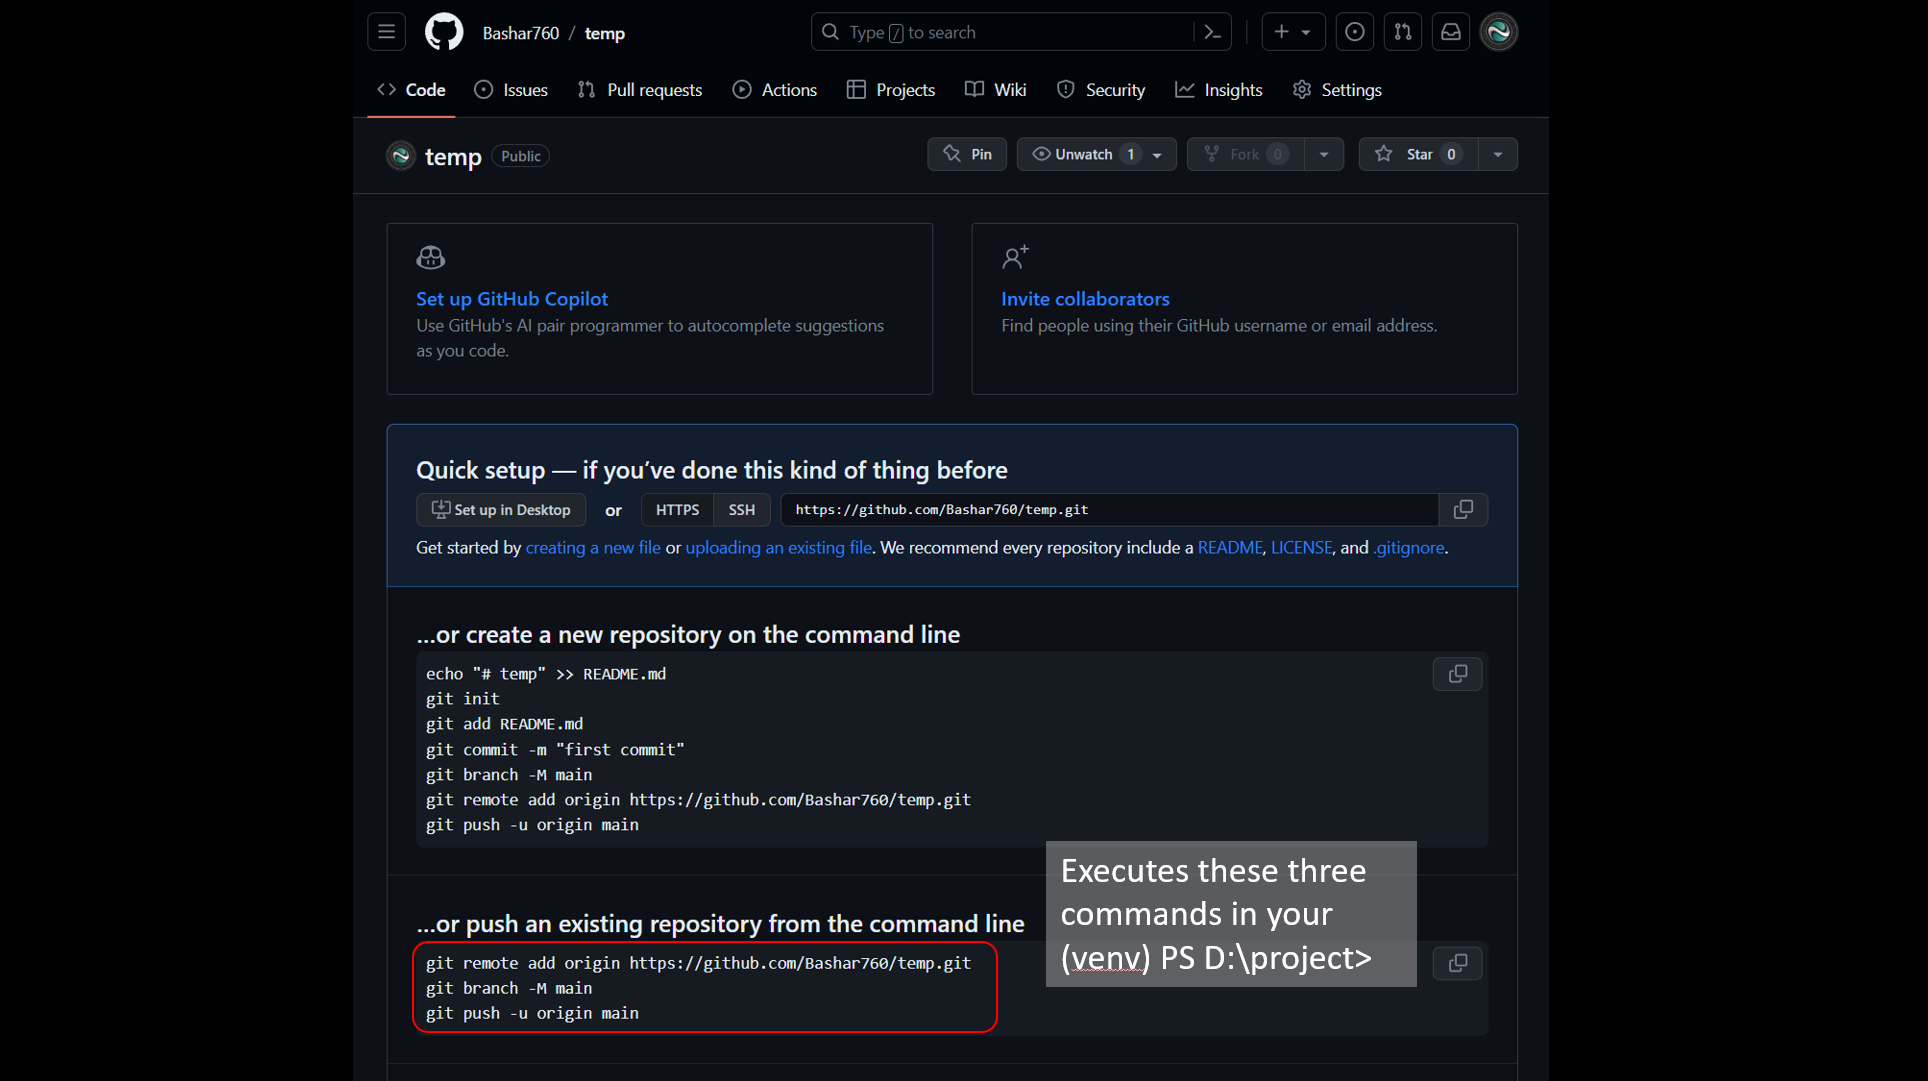 Bashar760 / temp
Type / to search
Code Issues Pull requests Actions Projects Wiki Security Insights Settings
temp Public
Pin Unwatch 1 Fork 0 Star 0
Set up GitHub Copilot
Use GitHub's AI pair programmer to autocomplete suggestions
as you code.
Invite collaborators
Find people using their GitHub username or email address.
Quick setup — if you’ve done this kind of thing before
Set up in Desktop or HTTPS SSH https://github.com/Bashar760/temp.git
Get started by creating a new file or uploading an existing file. We recommend every repository include a README, LICENSE, and .gitignore.
…or create a new repository on the command line
echo "# temp" >> README.md
git init
git add README.md
git commit -m "first commit"
git branch -M main
git remote add origin https://github.com/Bashar760/temp.git
git push -u origin main
…or push an existing repository from the command line
git remote add origin https://github.com/Bashar760/temp.git
git branch -M main
git push -u origin main
Executes these three
commands in your
(venv) PS D:\project>